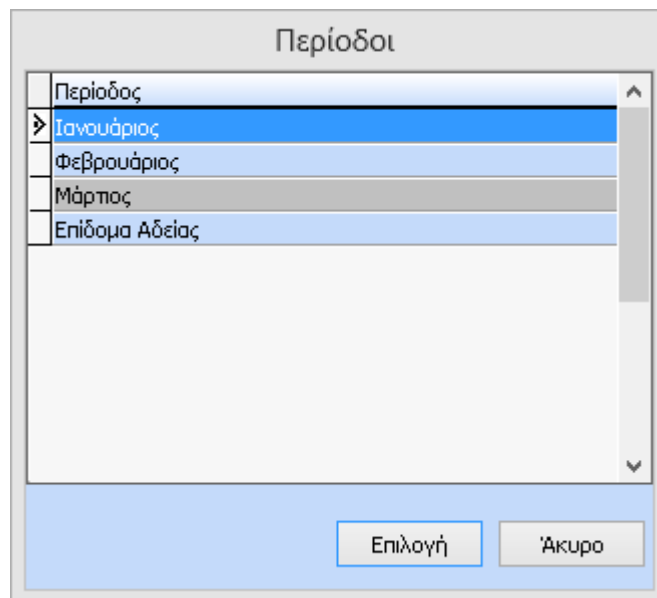 Περίοδοι
Περίοδος
Ιανουάριος
Φεβρουάριος
Μάρτιος
Επίδομα Αδείας
Επιλογή Άκυρο